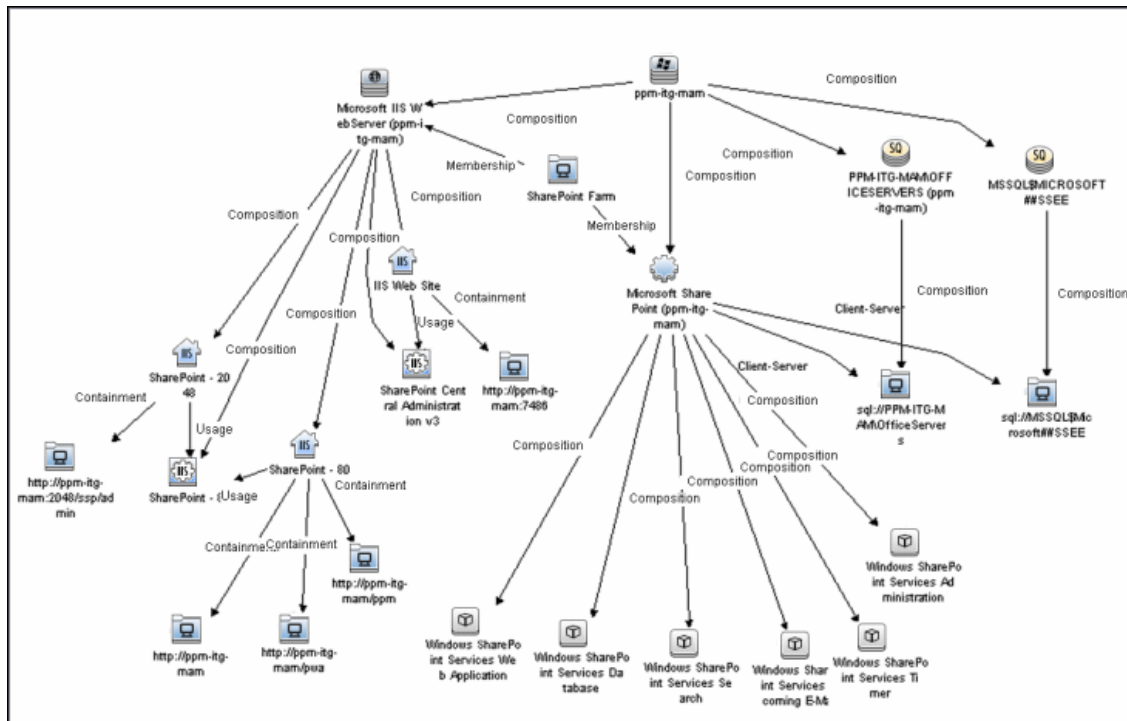 ppm-itg-mam
Composition
Microsoft IIS W
ebServer (ppm-i
tg-mam)
Composition
Composition
Composition
PPM-ITG-MAM\OFF
ICESERVERS (ppm
-itg-mam)
MSSQL$MICROSOFT
##SSEE
Membership
SharePoint Farm
Membership
Composition
Composition
Composition
IIS Web Site
Containment
Usage
Microsoft Share
Point (ppm-itg-
mam)
Composition
Composition
Client-Server
Composition
Composition
SharePoint - 20
48
Containment
Usage
SharePoint Cent
ral Administrat
ion v3
http://ppm-itg-
mam:7486
Client-Server
sql://PPM-ITG-M
AM\OfficeServer
s
sql://MSSQL$Mic
rosoft##SSEE
http://ppm-itg-
mam:2048/ssp/ad
min
SharePoint -
Usage
SharePoint - 80
Containment
Containment
http://ppm-itg-
mam/ppm
http://ppm-itg-
mam
http://ppm-itg-
mam/pwa
Composition
Composition
Composition
Composition
Composition
Composition
Windows SharePo
int Services Ad
ministration
Windows SharePo
int Services We
b Application
Windows SharePo
int Services Da
tabase
Windows SharePo
int Services Se
arch
Windows Shar
int Services
coming E-Ma
Windows SharePo
int Services Ti
mer